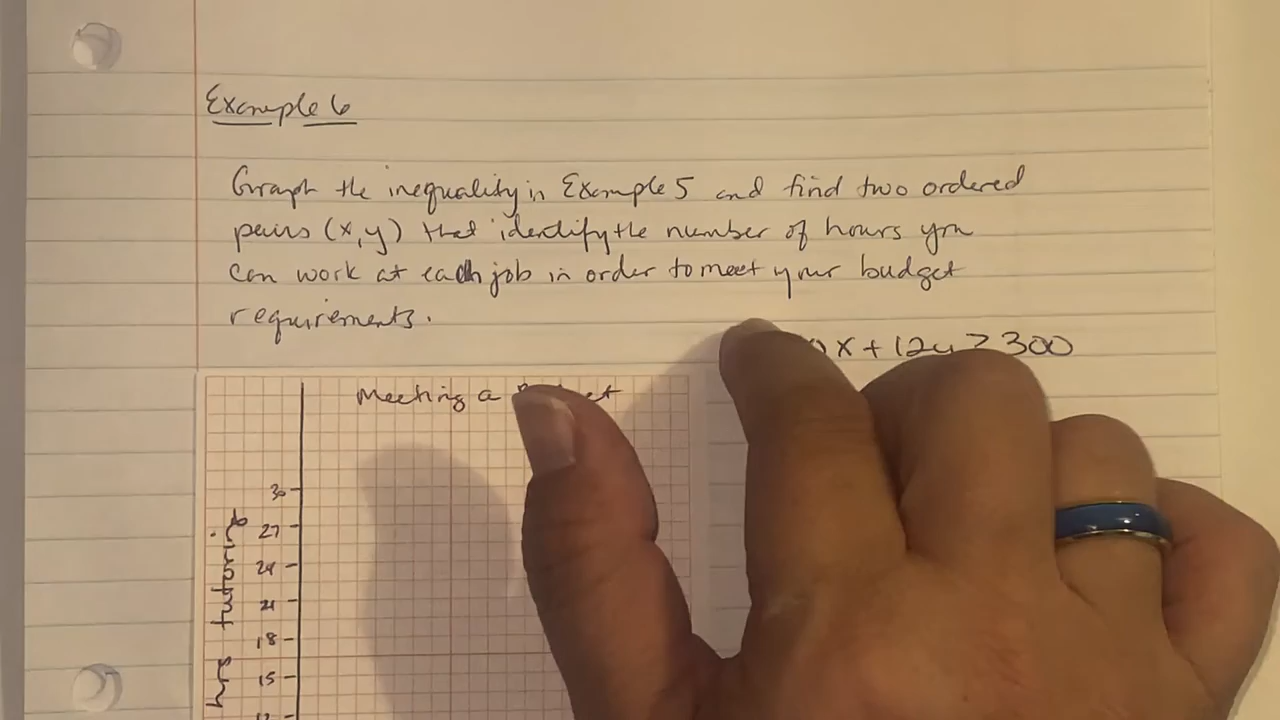 Example 6
Graph the inequality in Example 5 and find two ordered
pairs (x,y) that identify the number of hours you
can work at each job in order to meet your budget
requirements.
x + 12y ≥ 300
Meeting a
30
27
24
21
18
15
hrs tutoring